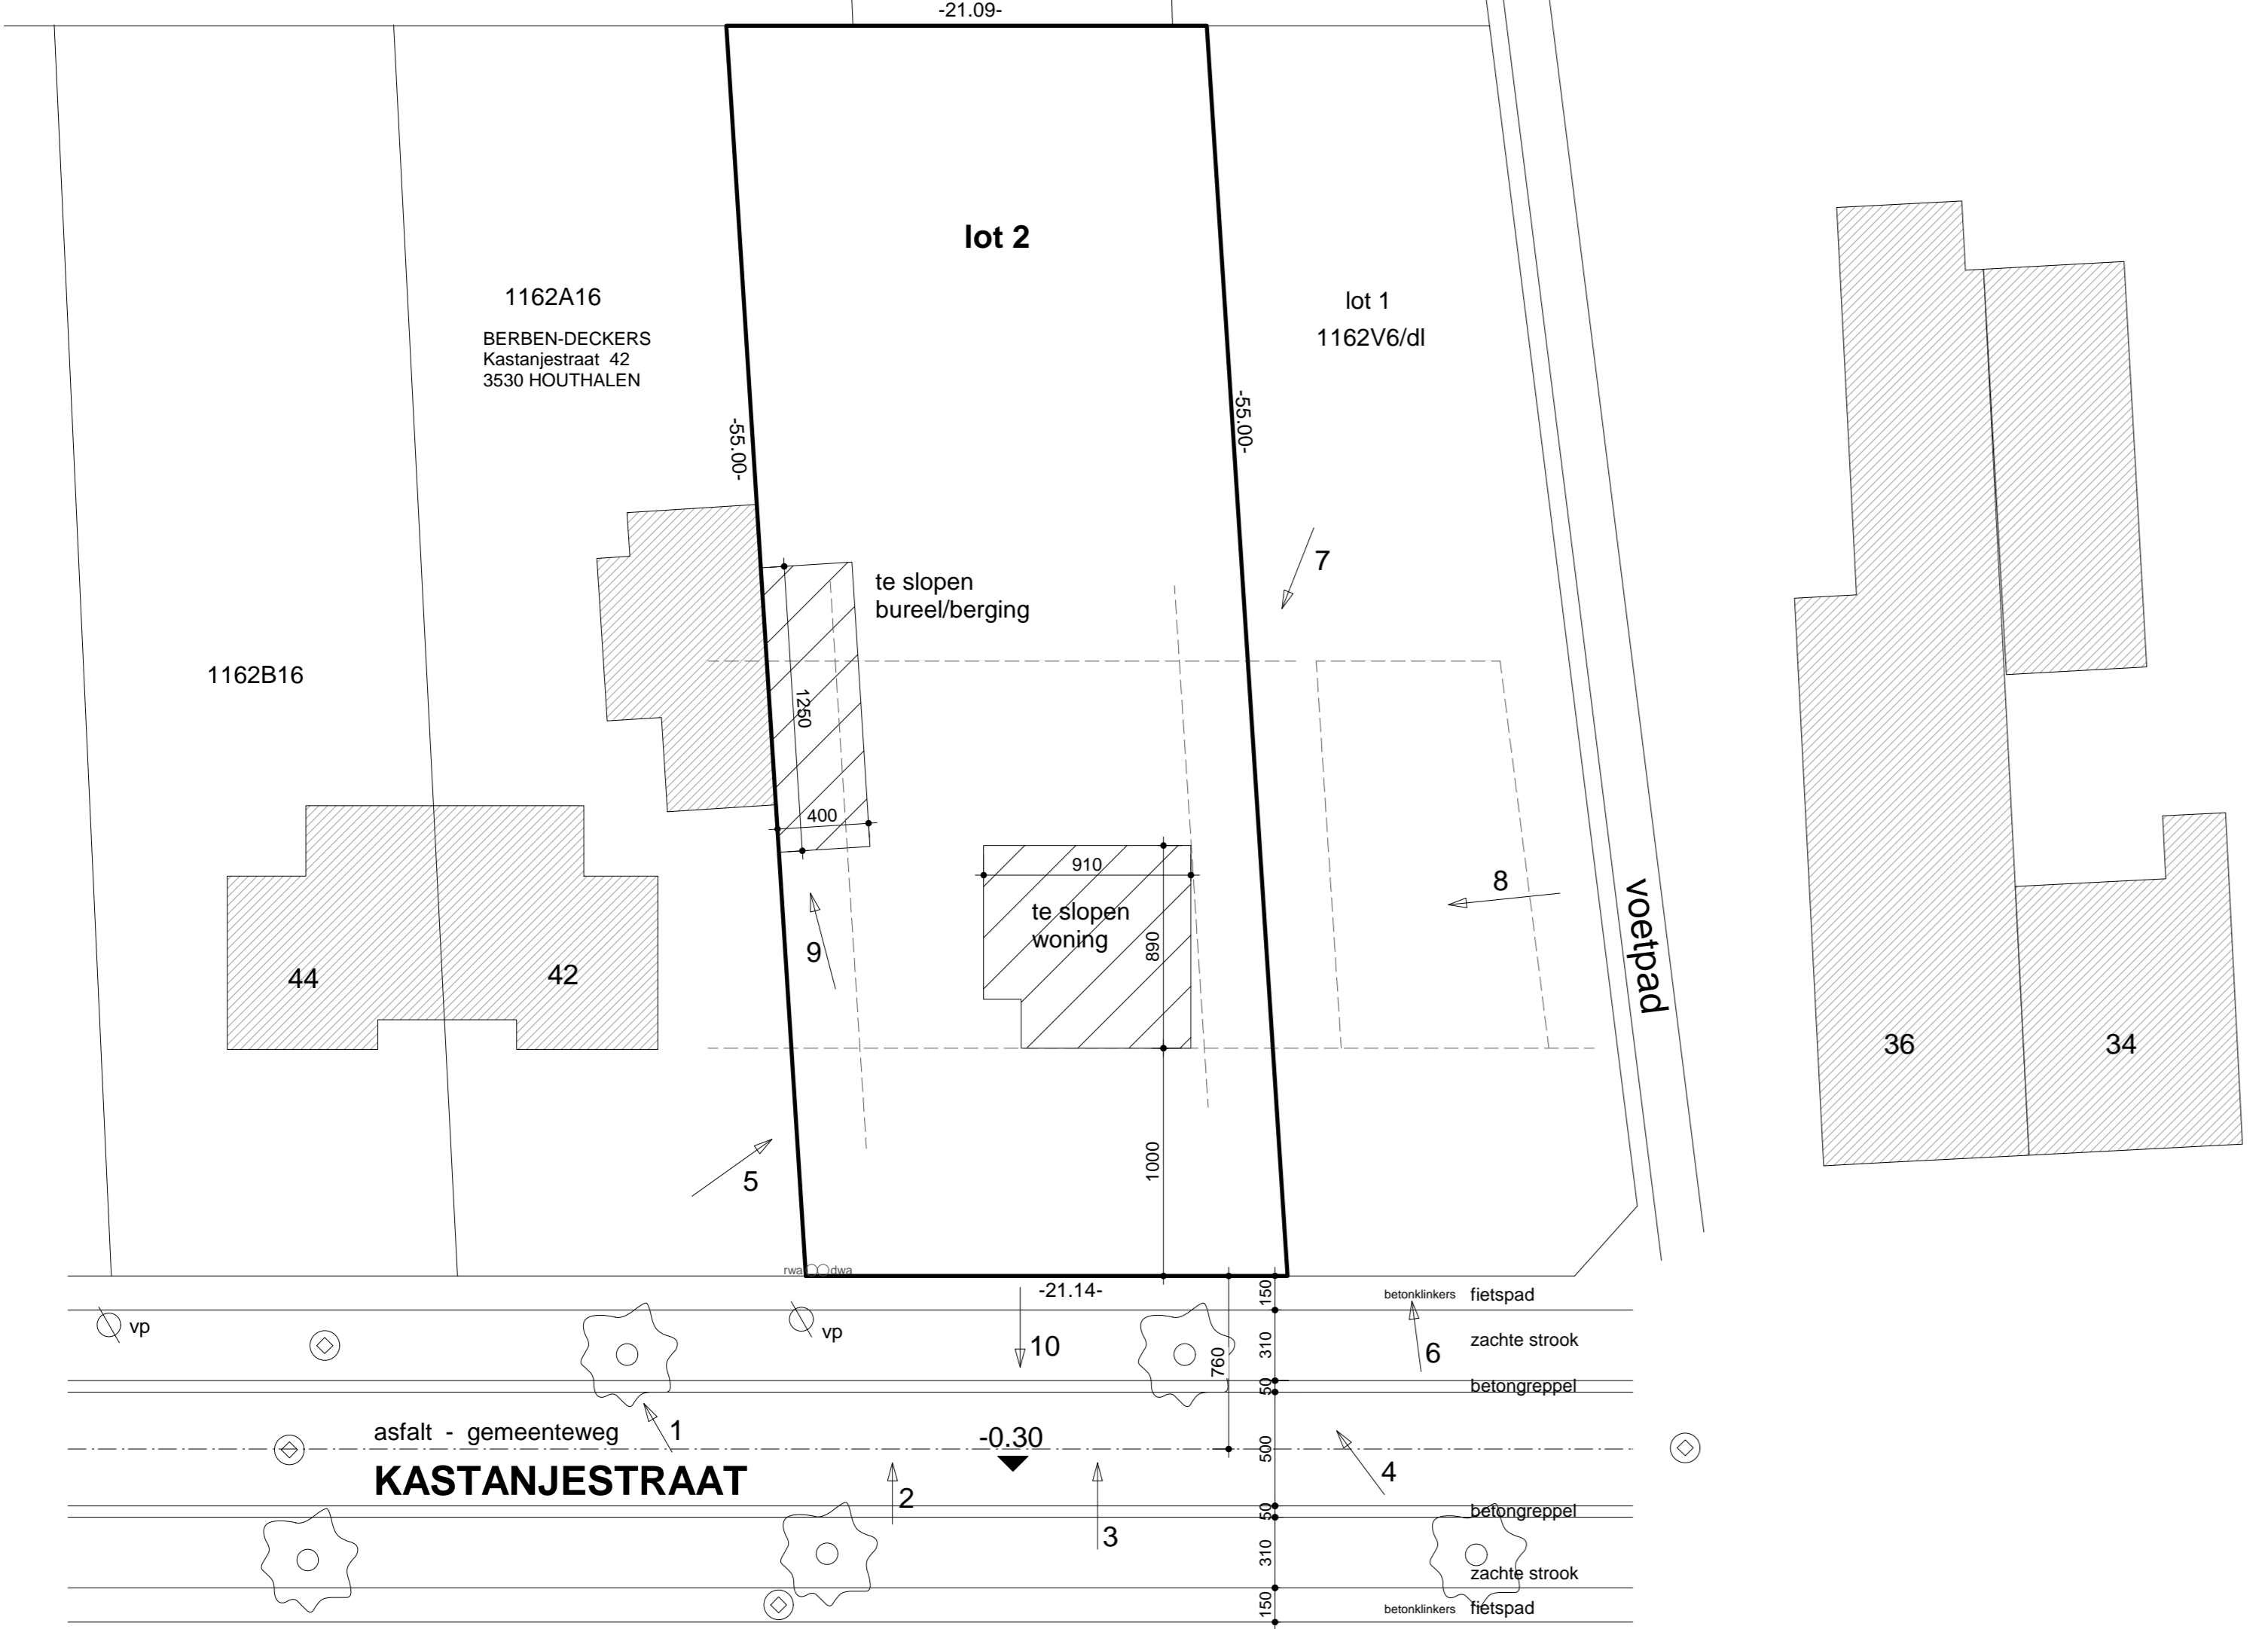 -21.09-
lot 2
1162A16
BERBEN-DECKERS
Kastanjestraat 42
3530 HOUTHALEN
lot 1
1162V6/dl
-55.00-
-55.00-
7
te slopen
bureel/berging
1162B16
1250
400
910
te slopen
woning
890
8
9
voetpad
44
42
36
34
1000
5
rwa
dwa
-21.14-
150
betonklinkers fietspad
vp
vp
10
760
310
6
zachte strook
50
betongreppel
asfalt - gemeenteweg
1
-0.30
500
KASTANJESTRAAT
4
2
50
betongreppel
3
310
zachte strook
150
betonklinkers fietspad